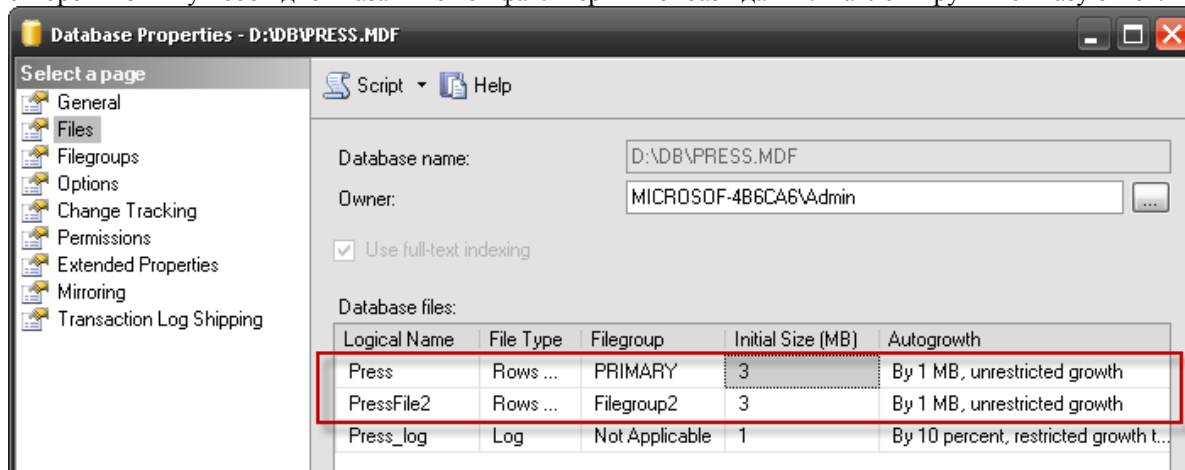 Database Properties - D:\DB\PRESS.MDF
Select a page
General
Files
Filegroups
Options
Change Tracking
Permissions
Extended Properties
Mirroring
Transaction Log Shipping
Script Help
Database name: D:\DB\PRESS.MDF
Owner: MICROSOF-4B6CA6\Admin ...
Use full-text indexing
Database files:
Logical Name File Type Filegroup Initial Size (MB) Autogrowth
Press Rows ... PRIMARY 3 By 1 MB, unrestricted growth
PressFile2 Rows ... Filegroup2 3 By 1 MB, unrestricted growth
Press_log Log Not Applicable 1 By 10 percent, restricted growth t...